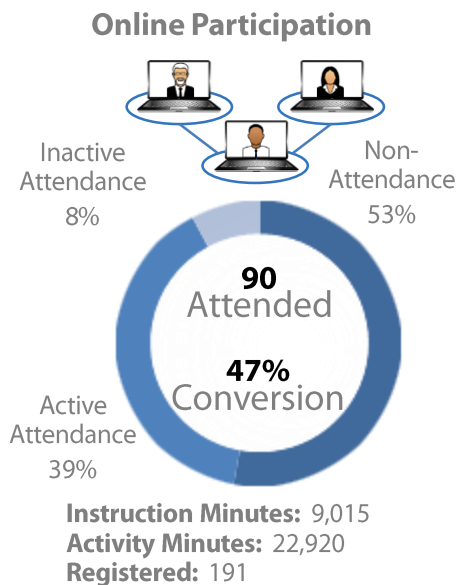 Online Participation
Inactive
Attendance
8%
Non-
Attendance
53%
90
Attended
47%
Conversion
Active
Attendance
39%
Instruction Minutes: 9,015
Activity Minutes: 22,920
Registered: 191